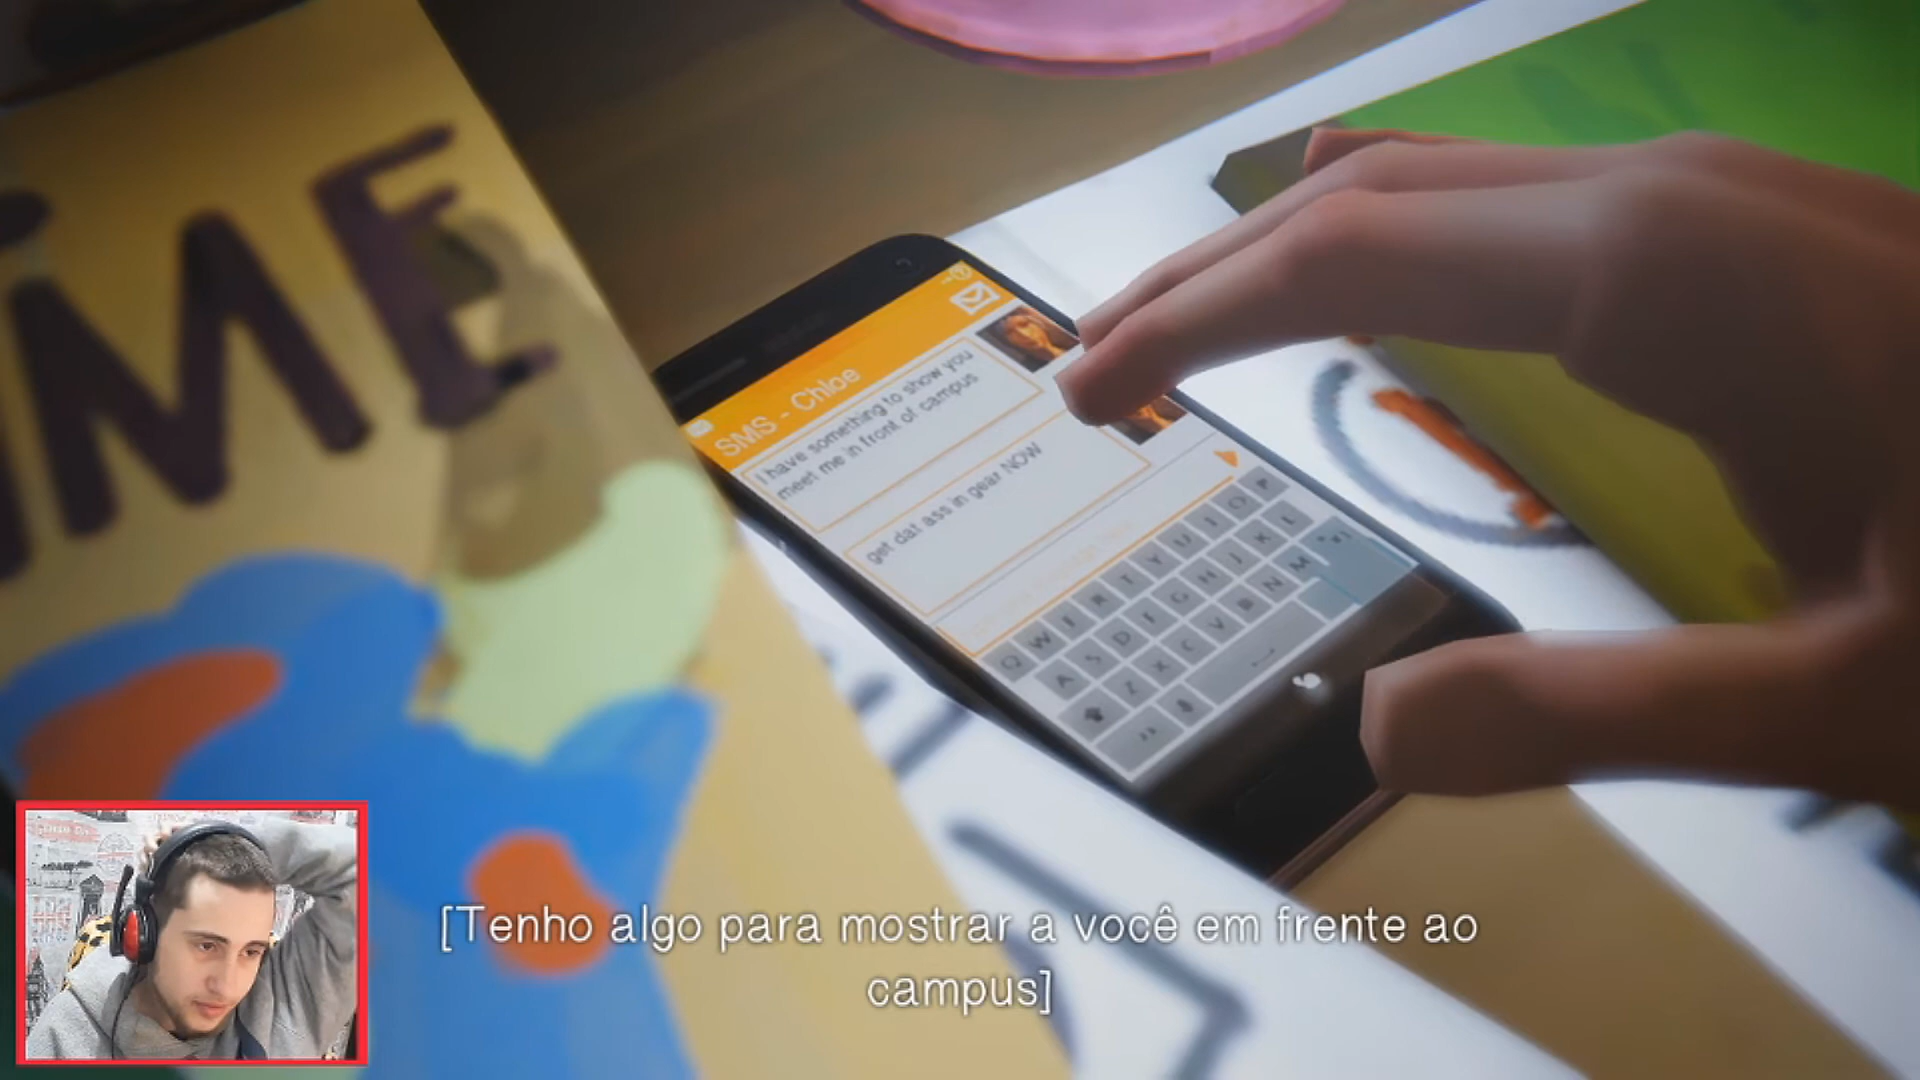 ME
SMS - Chloe
I have something to show you
meet me in front of campus
get dat ass in gear NOW
[Tenho algo para mostrar a você em frente ao
campus]